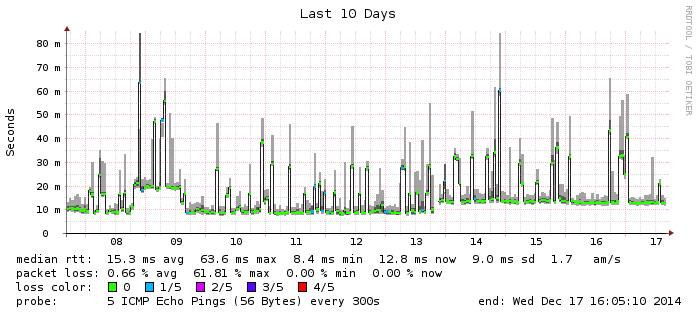 Last 10 Days
RRDTOOL / TOBI OETIKER
Seconds
80 m
70 m
60 m
50 m
40 m
30 m
20 m
10 m
0
08 09 10 11 12 13 14 15 16 17
median rtt: 15.3 ms avg 63.6 ms max 8.4 ms min 12.8 ms now 9.0 ms sd 1.7 am/s
packet loss: 0.66 % avg 61.81 % max 0.00 % min 0.00 % now
loss color: 0 1/5 2/5 3/5 4/5
probe: 5 ICMP Echo Pings (56 Bytes) every 300s end: Wed Dec 17 16:05:10 2014